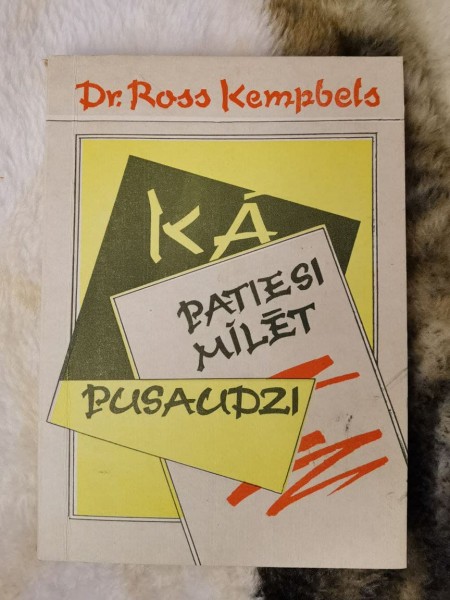 Dr. Ross Kempbels
KĀ
PATIESI
MĪLĒT
PUSAUDZI